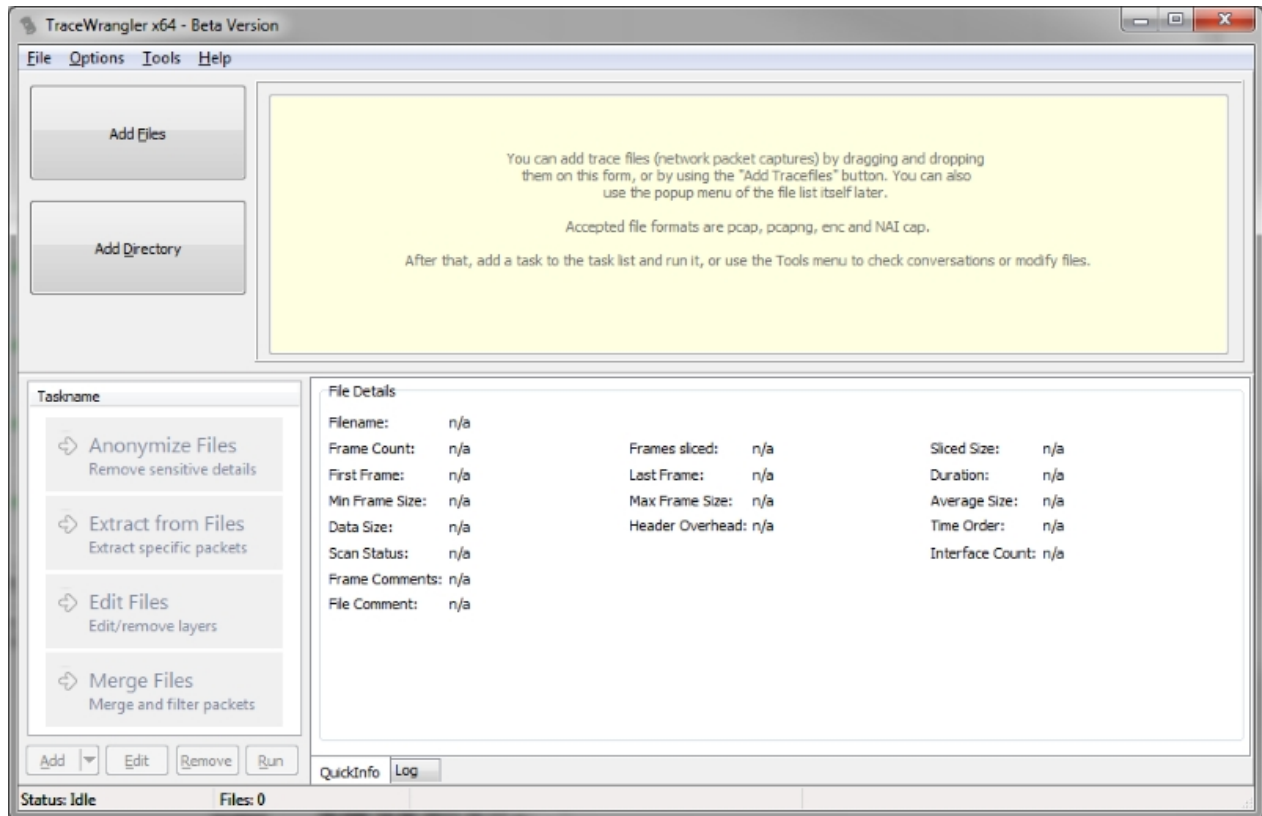 TraceWrangler x64 - Beta Version
File Options Tools Help
Add Files
You can add trace files (network packet captures) by dragging and dropping
them on this form, or by using the "Add Tracefiles" button. You can also
use the popup menu of the file list itself later.
Accepted file formats are pcap, pcapng, enc and NAI cap.
After that, add a task to the task list and run it, or use the Tools menu to check conversations or modify files.
Add Directory
Taskname
Anonymize Files
Remove sensitive details
Extract from Files
Extract specific packets
Edit Files
Edit/remove layers
Merge Files
Merge and filter packets
Add Edit Remove Run
File Details
Filename: n/a
Frame Count: n/a Frames sliced: n/a Sliced Size: n/a
First Frame: n/a Last Frame: n/a Duration: n/a
Min Frame Size: n/a Max Frame Size: n/a Average Size: n/a
Data Size: n/a Header Overhead: n/a Time Order: n/a
Scan Status: n/a Interface Count: n/a
Frame Comments: n/a
File Comment: n/a
QuickInfo Log
Status: Idle Files: 0